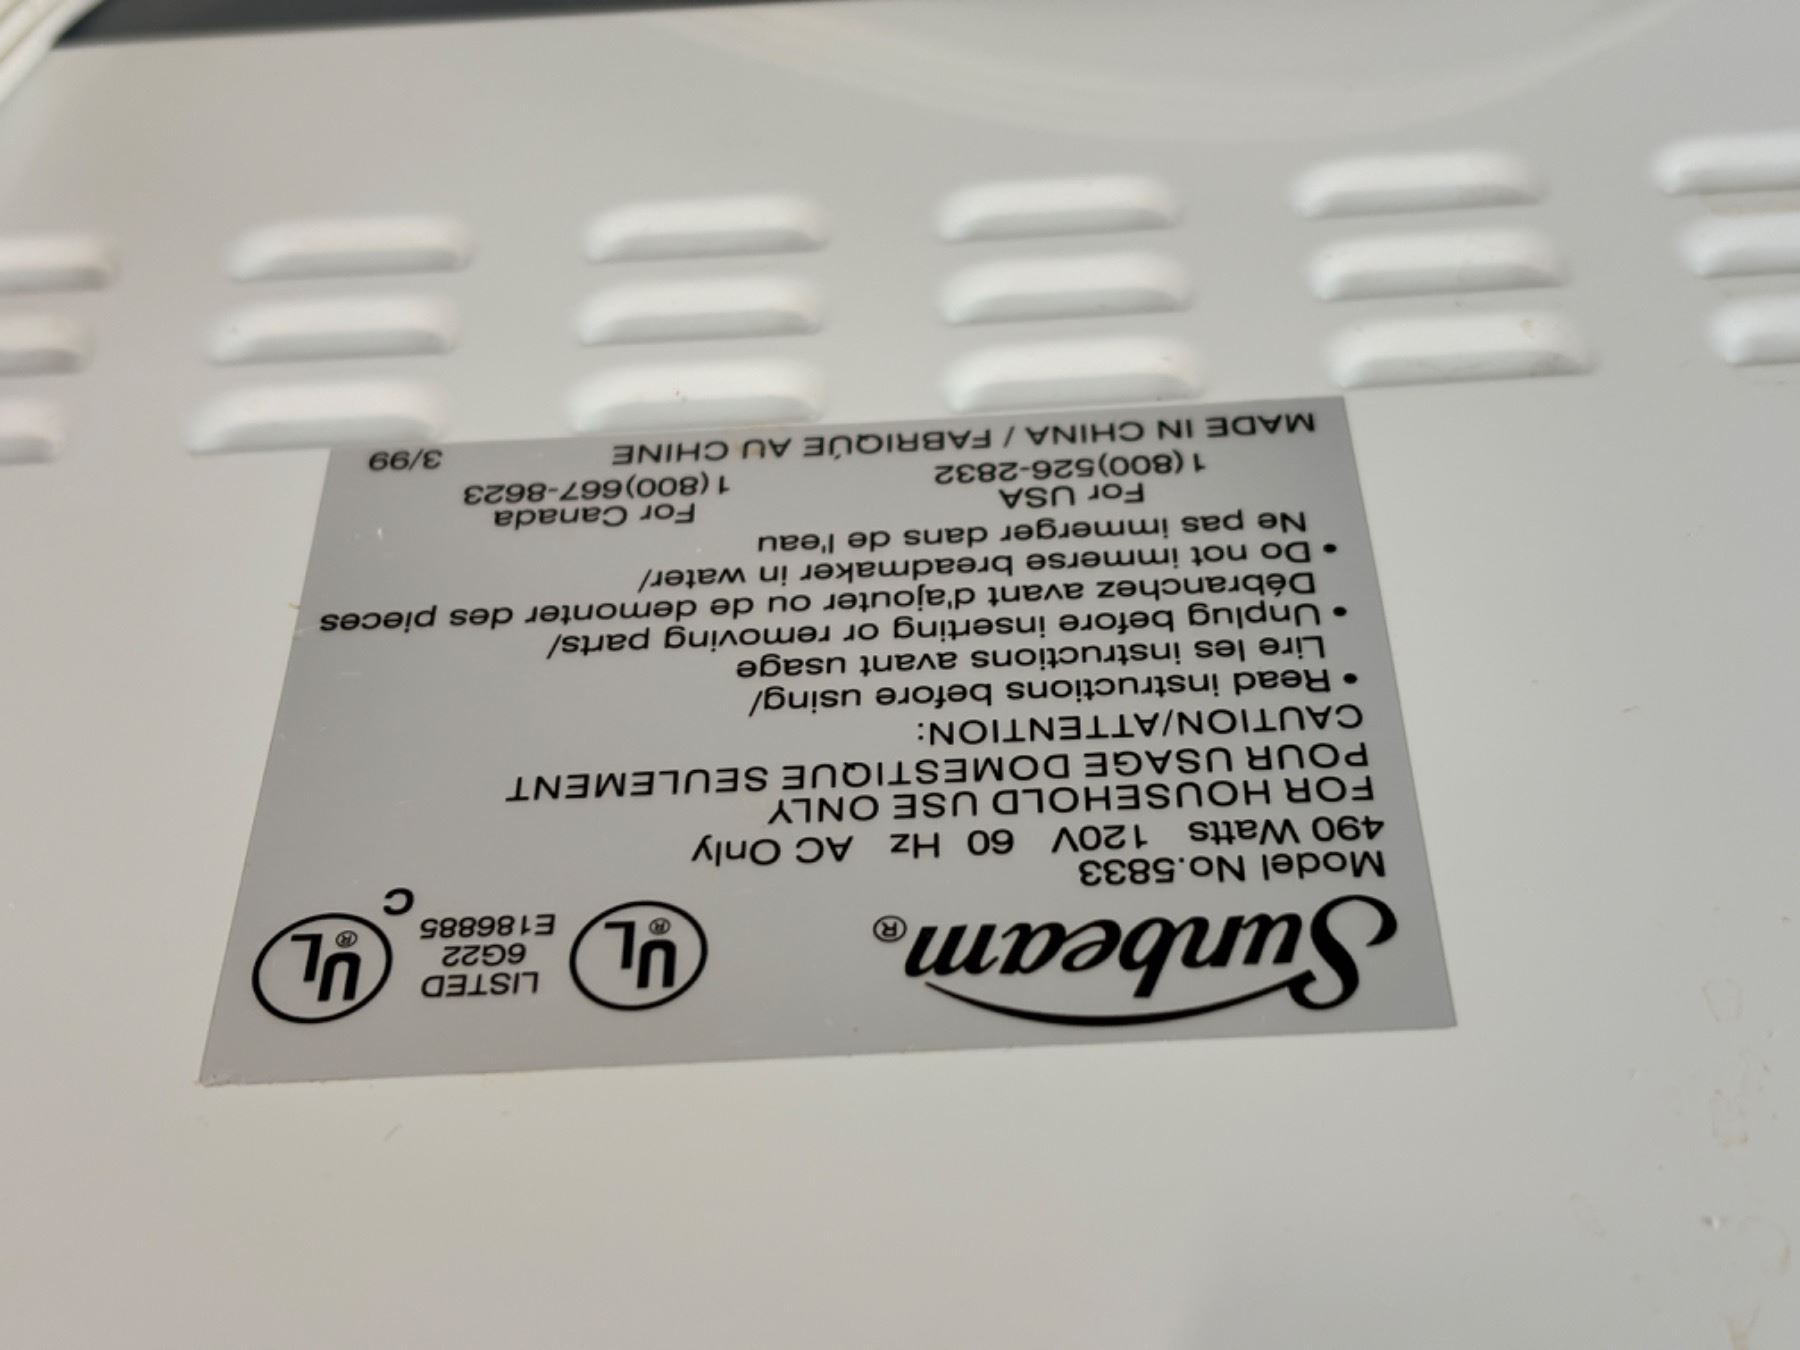 Sunbeam®
UL®
LISTED
6G22
E186885
C UL®
Model No.5833
490 Watts 120V 60 Hz AC Only
FOR HOUSEHOLD USE ONLY
POUR USAGE DOMESTIQUE SEULEMENT
CAUTION/ATTENTION:
• Read instructions before using/
Lire les instructions avant usage
• Unplug before inserting or removing parts/
Débranchez avant d'ajouter ou de demonter des pieces
• Do not immerse breadmaker in water/
Ne pas immerger dans de l'eau
For USA For Canada
1(800)526-2832 1(800)667-8623
MADE IN CHINA / FABRIQÚE AU CHINE 3/99